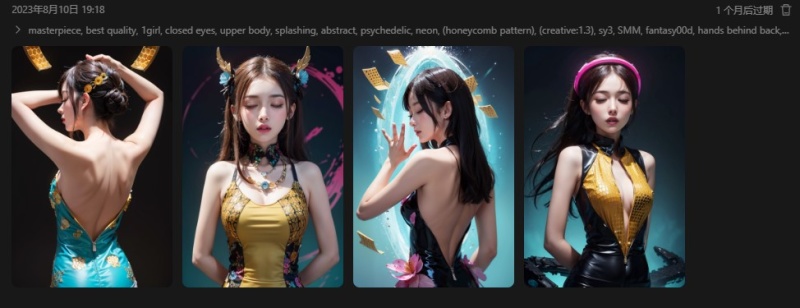 2023年8月10日 19:18
1 个月后过期
masterpiece, best quality, 1girl, closed eyes, upper body, splashing, abstract, psychedelic, neon, (honeycomb pattern), (creative:1.3), sy3, SMM, fantasy00d, hands behind back,...